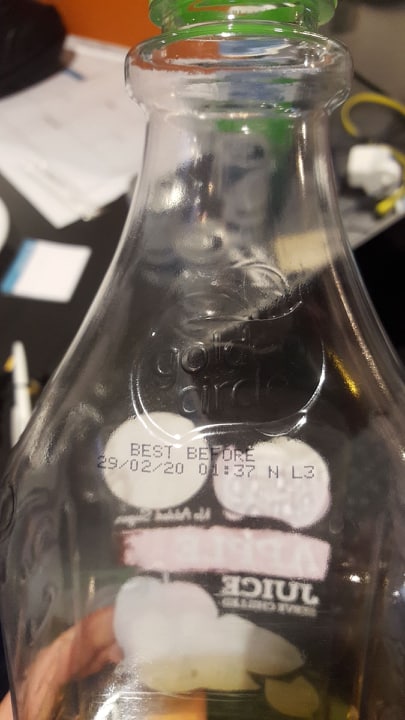 golden
circle
BEST BEFORE
29/02/20 01:37 N L3
No Added Sugar
APPLE
JUICE
SERVE CHILLED